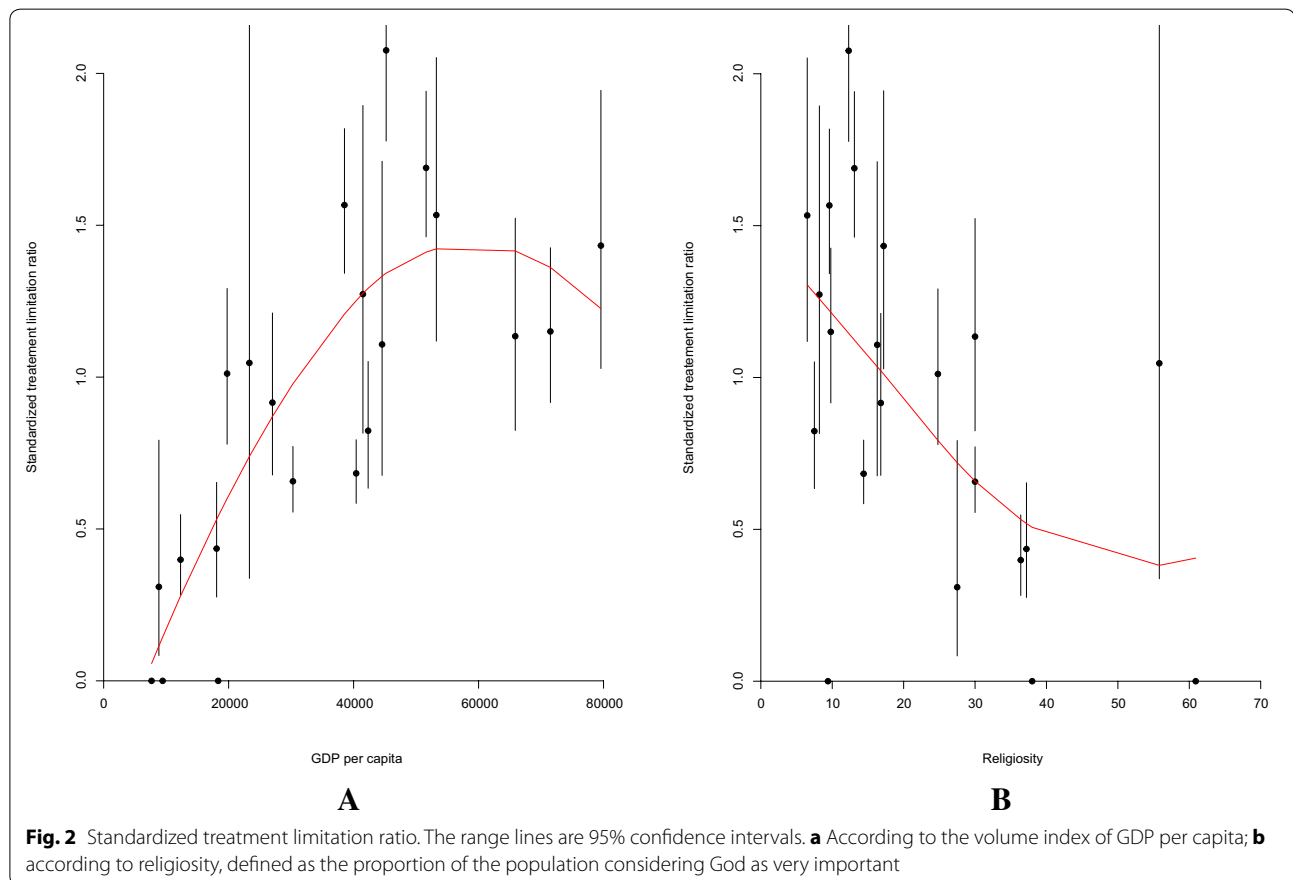 Standardized treatement limitation ratio
0.0
0.5
1.0
1.5
2.0
0
20000
40000
60000
80000
GDP per capita
A
Standardized treatement limitation ratio
0.0
0.5
1.0
1.5
2.0
0
10
20
30
40
50
60
70
Religiosity
B
Fig. 2 Standardized treatment limitation ratio. The range lines are 95% confidence intervals. a According to the volume index of GDP per capita; b
according to religiosity, defined as the proportion of the population considering God as very important